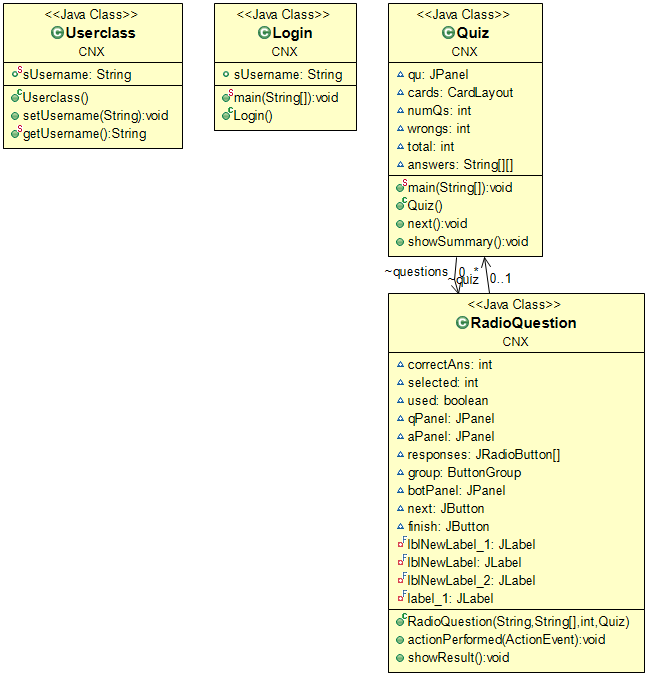 <<Java Class>>
Userclass
CNX
sUsername: String
Userclass()
setUsername(String):void
getUsername():String
<<Java Class>>
Login
CNX
sUsername: String
main(String[]):void
Login()
<<Java Class>>
Quiz
CNX
qu: JPanel
cards: CardLayout
numQs: int
wrongs: int
total: int
answers: String[][]
main(String[]):void
Quiz()
next():void
showSummary():void
~questions 0..*
~quiz 0..1
<<Java Class>>
RadioQuestion
CNX
correctAns: int
selected: int
used: boolean
qPanel: JPanel
aPanel: JPanel
responses: JRadioButton[]
group: ButtonGroup
botPanel: JPanel
next: JButton
finish: JButton
lblNewLabel_1: JLabel
lblNewLabel: JLabel
lblNewLabel_2: JLabel
label_1: JLabel
RadioQuestion(String,String[],int,Quiz)
actionPerformed(ActionEvent):void
showResult():void